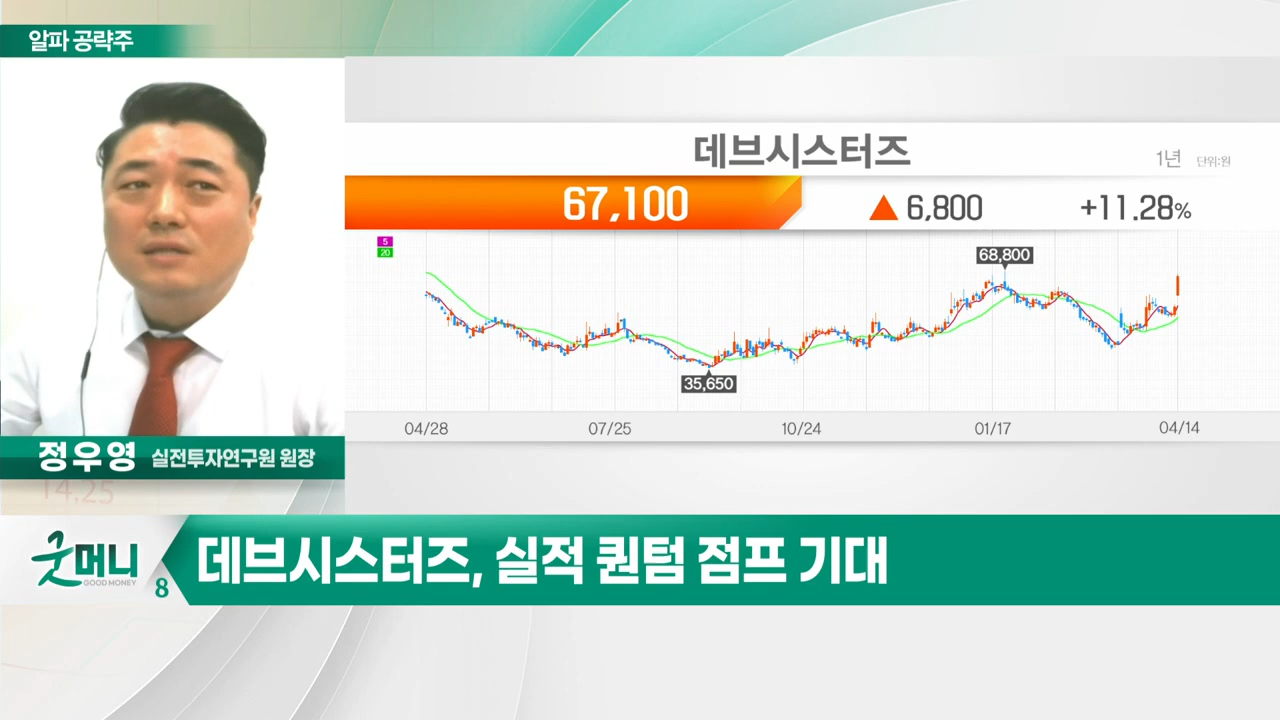 알파 공략주
데브시스터즈
1년 단위:원
67,100 ▲ 6,800 +11.28%
5
20
68,800
35,650
04/28 07/25 10/24 01/17 04/14
정우영 실전투자연구원 원장
14.25
굿머니
GOOD MONEY
8
데브시스터즈, 실적 퀀텀 점프 기대